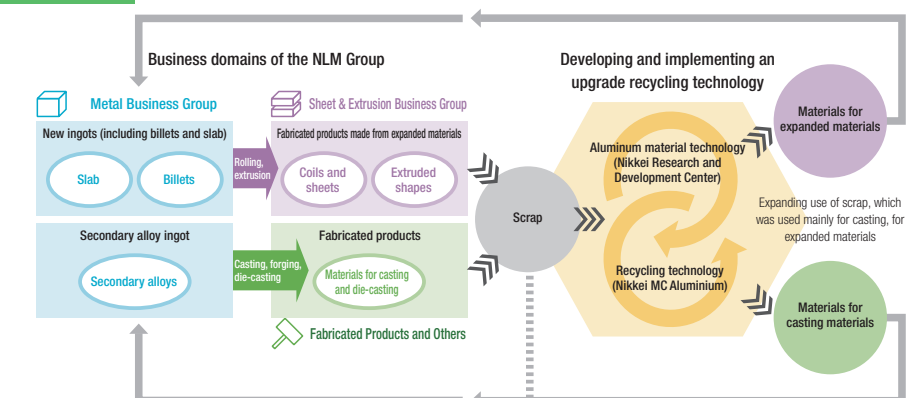 Business domains of the NLM Group
Metal Business Group
New ingots (including billets and slab)
Slab
Billets
Rolling,
extrusion
Sheet & Extrusion Business Group
Fabricated products made from expanded materials
Coils and
sheets
Extruded
shapes
Secondary alloy ingot
Secondary alloys
Casting, forging,
die-casting
Fabricated products
Materials for casting
and die-casting
Fabricated Products and Others
Scrap
Developing and implementing an
upgrade recycling technology
Aluminum material technology
(Nikkei Research and
Development Center)
Recycling technology
(Nikkei MC Aluminium)
Materials for
expanded materials
Expanding use of scrap, which
was used mainly for casting, for
expanded materials
Materials for
casting materials